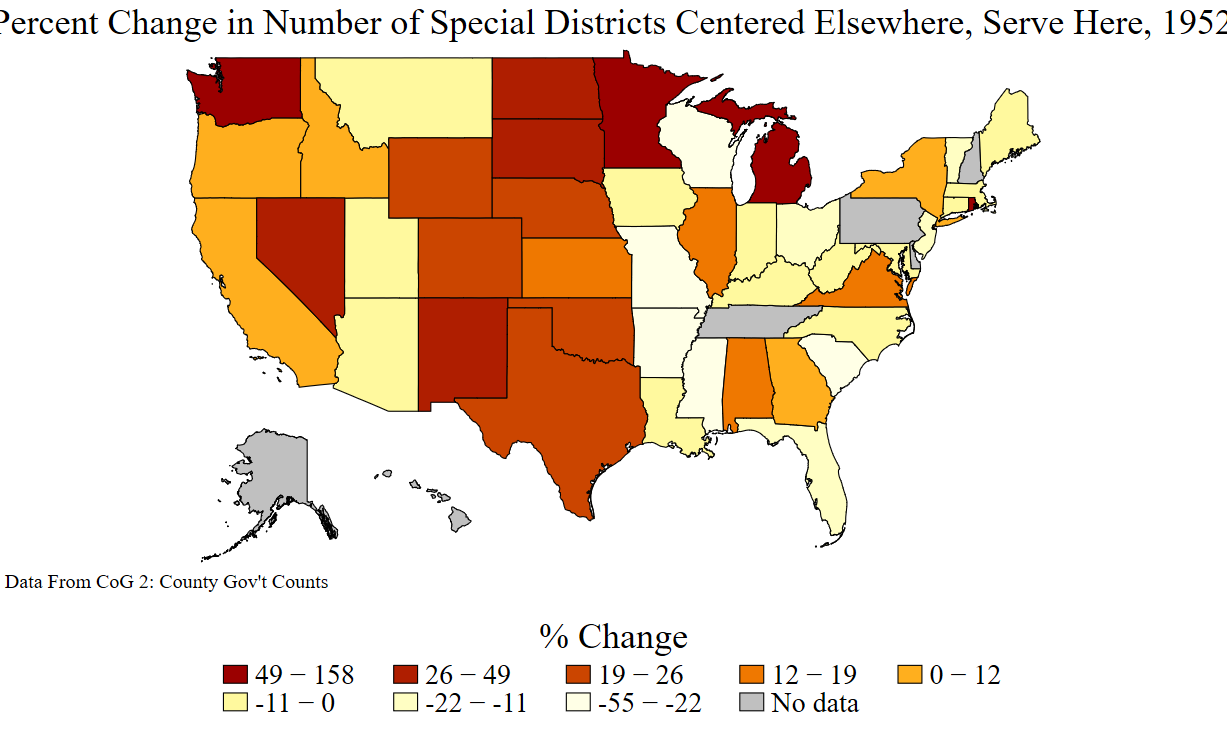 Percent Change in Number of Special Districts Centered Elsewhere, Serve Here, 1952
Data From CoG 2: County Gov't Counts
% Change
49 − 158 26 − 49 19 − 26 12 − 19 0 − 12
-11 − 0 -22 − -11 -55 − -22 No data